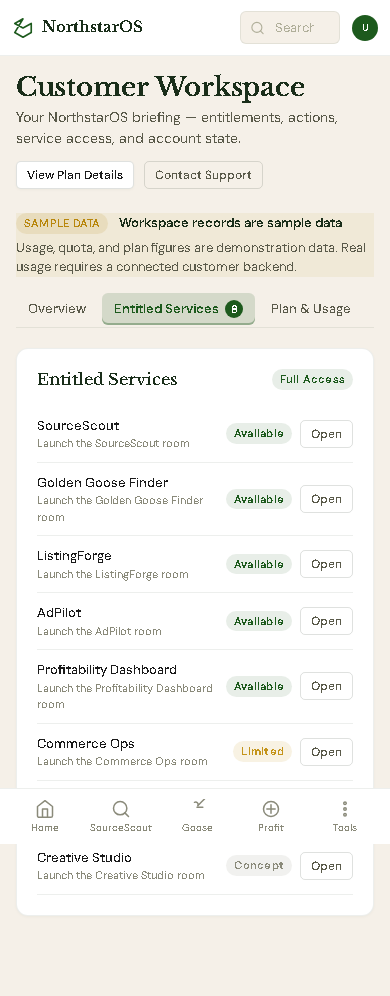 NorthstarOS
Search
U
Customer Workspace
Your NorthstarOS briefing — entitlements, actions,
service access, and account state.
View Plan Details
Contact Support
SAMPLE DATA
Workspace records are sample data
Usage, quota, and plan figures are demonstration data. Real
usage requires a connected customer backend.
Overview
Entitled Services 8
Plan & Usage
Entitled Services
Full Access
SourceScout
Launch the SourceScout room
Available
Open
Golden Goose Finder
Launch the Golden Goose Finder
room
Available
Open
ListingForge
Launch the ListingForge room
Available
Open
AdPilot
Launch the AdPilot room
Available
Open
Profitability Dashboard
Launch the Profitability Dashboard
room
Available
Open
Commerce Ops
Launch the Commerce Ops room
Limited
Open
Home
SourceScout
Goose
Profit
Tools
Creative Studio
Launch the Creative Studio room
Concept
Open